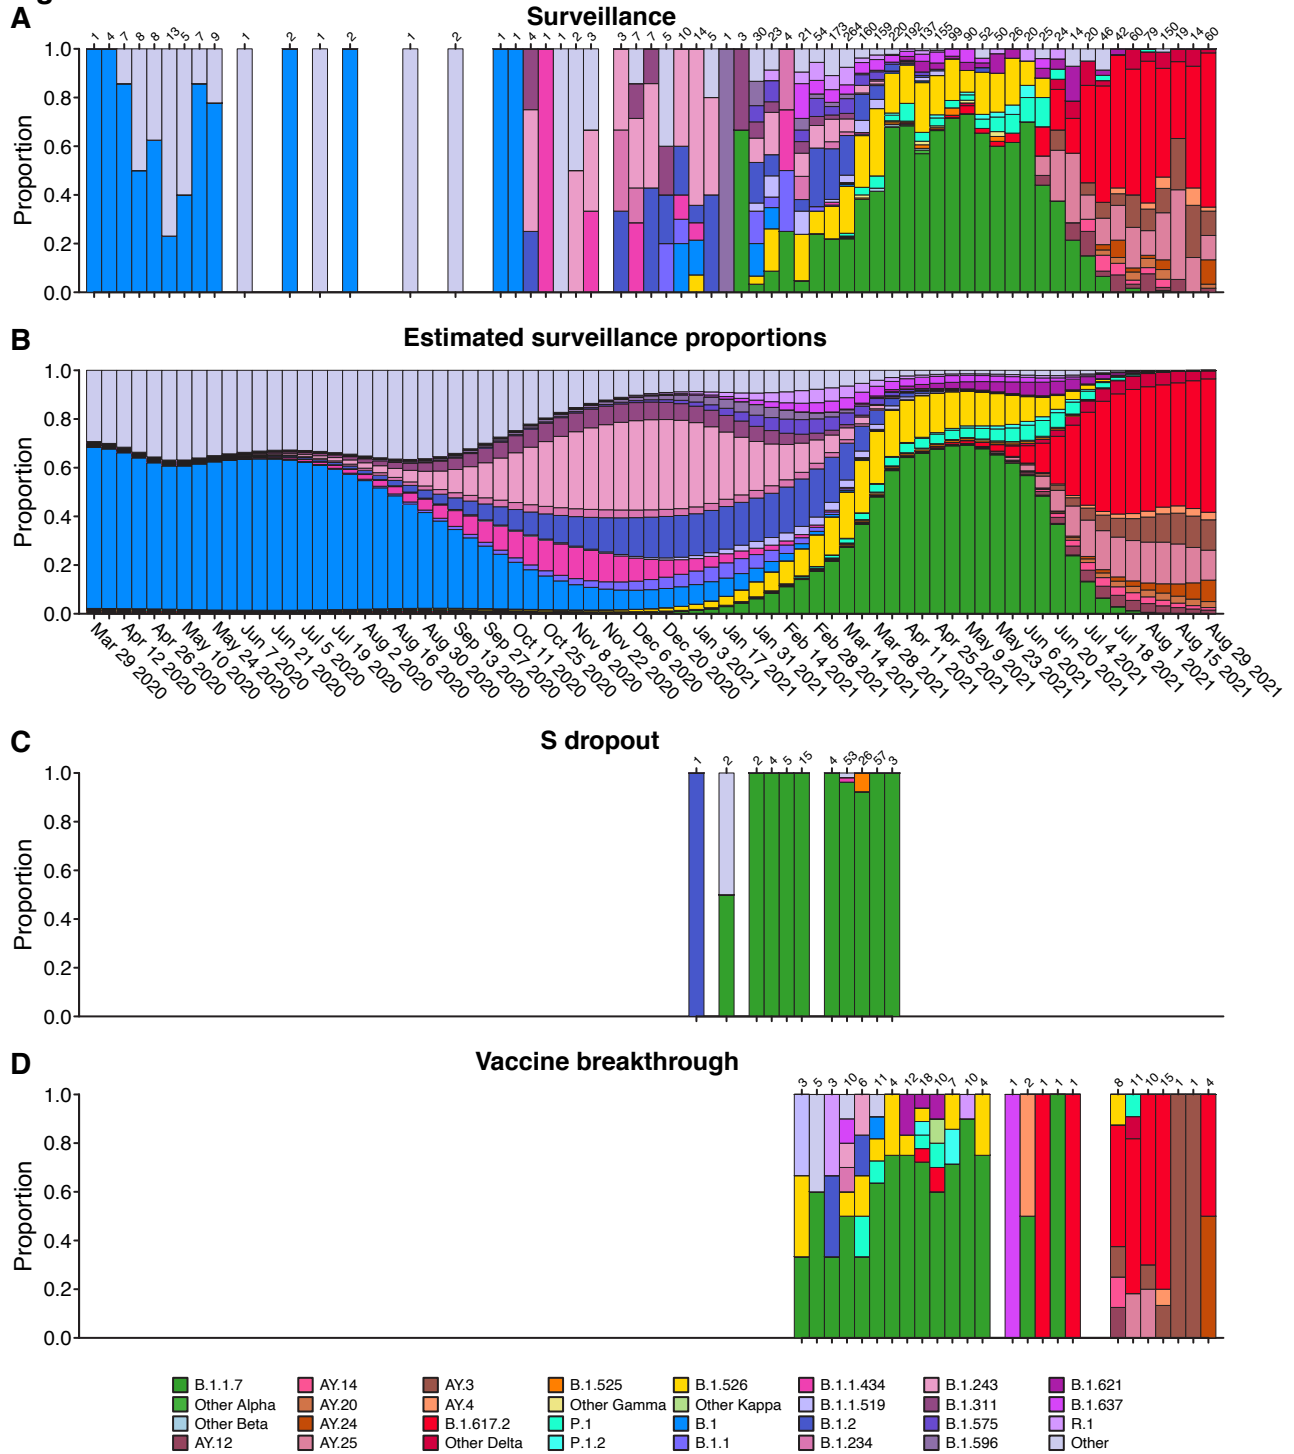 A
Surveillance
1 4 7 8 8 13 5 7 9 1 2 1 2 1 2 1 1 4 1 1 2 3 3 7 7 5 10 14 5 1 3 30 23 4 21 54 173 264 160 159 220 192 137 155 99 90 52 50 26 20 25 24 14 20 46 42 60 79 150 19 14 60
Proportion
1.0
0.8
0.6
0.4
0.2
0.0
B
Estimated surveillance proportions
Proportion
1.0
0.8
0.6
0.4
0.2
0.0
Mar 29 2020
Apr 12 2020
Apr 26 2020
May 10 2020
May 24 2020
Jun 7 2020
Jun 21 2020
Jul 5 2020
Jul 19 2020
Aug 2 2020
Aug 16 2020
Aug 30 2020
Sep 13 2020
Sep 27 2020
Oct 11 2020
Oct 25 2020
Nov 8 2020
Nov 22 2020
Dec 6 2020
Dec 20 2020
Jan 3 2021
Jan 17 2021
Jan 31 2021
Feb 14 2021
Feb 28 2021
Mar 14 2021
Mar 28 2021
Apr 11 2021
Apr 25 2021
May 9 2021
May 23 2021
Jun 6 2021
Jun 20 2021
Jul 4 2021
Jul 18 2021
Aug 1 2021
Aug 15 2021
Aug 29 2021
C
S dropout
1 2 2 4 5 15 4 53 26 57 3
Proportion
1.0
0.8
0.6
0.4
0.2
0.0
D
Vaccine breakthrough
3 5 3 10 6 11 4 12 18 10 7 10 4 1 2 1 1 1 8 11 10 15 1 1 4
Proportion
1.0
0.8
0.6
0.4
0.2
0.0
B.1.1.7 AY.14 AY.3 B.1.525 B.1.526 B.1.1.434 B.1.243 B.1.621
Other Alpha AY.20 AY.4 Other Gamma Other Kappa B.1.1.519 B.1.311 B.1.637
Other Beta AY.24 B.1.617.2 P.1 B.1 B.1.2 B.1.575 R.1
AY.12 AY.25 Other Delta P.1.2 B.1.1 B.1.234 B.1.596 Other